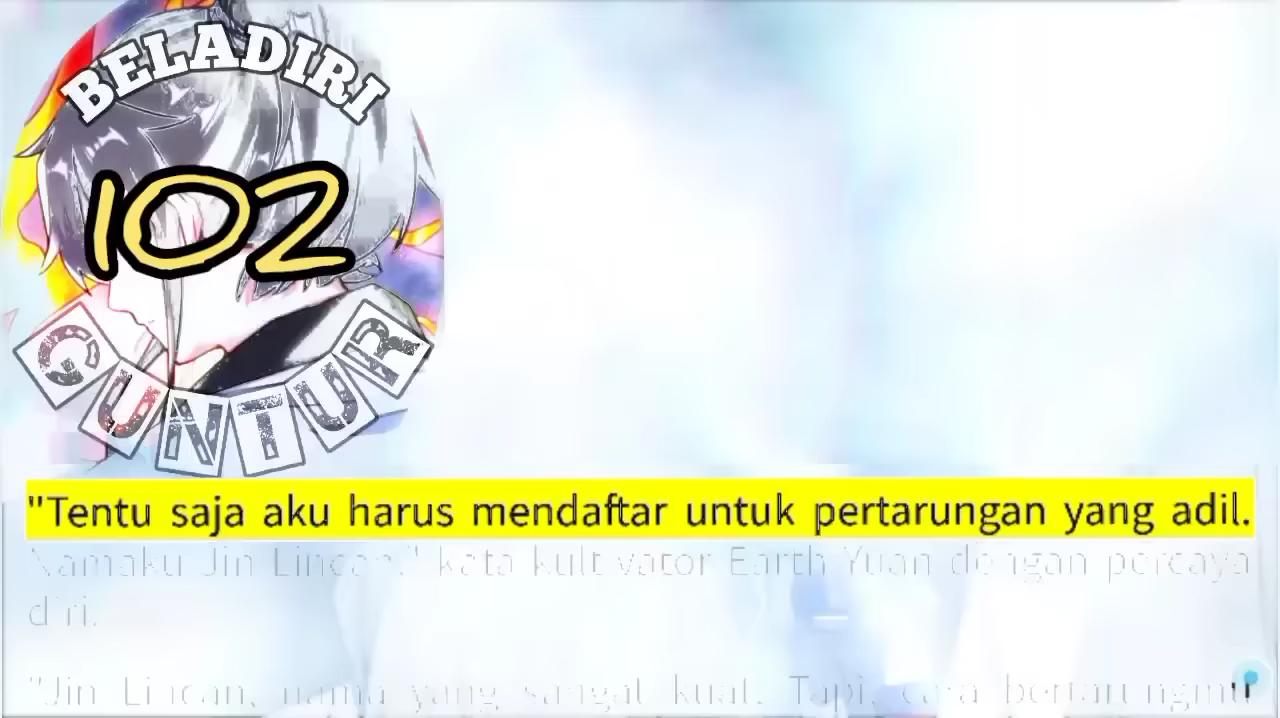 BELADIRI
102
GUNTUR
"Tentu saja aku harus mendaftar untuk pertarungan yang adil.
Namaku Jin Lincan." kata kultivator Earth Yuan dengan percaya
diri.
"Jin Lincan, nama yang sangat kuat. Tapi, cara bertarungmu